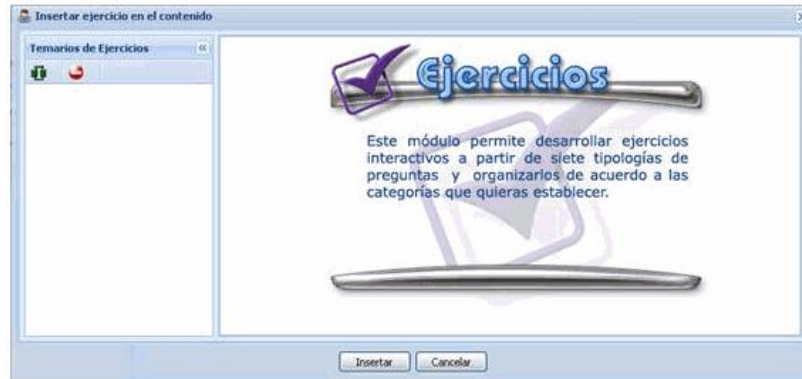 Insertar ejercicio en el contenido
Temarios de Ejercicios
Ejercicios
Este módulo permite desarrollar ejercicios
interactivos a partir de siete tipologías de
preguntas y organizarlos de acuerdo a las
categorías que quieras establecer.
Insertar
Cancelar